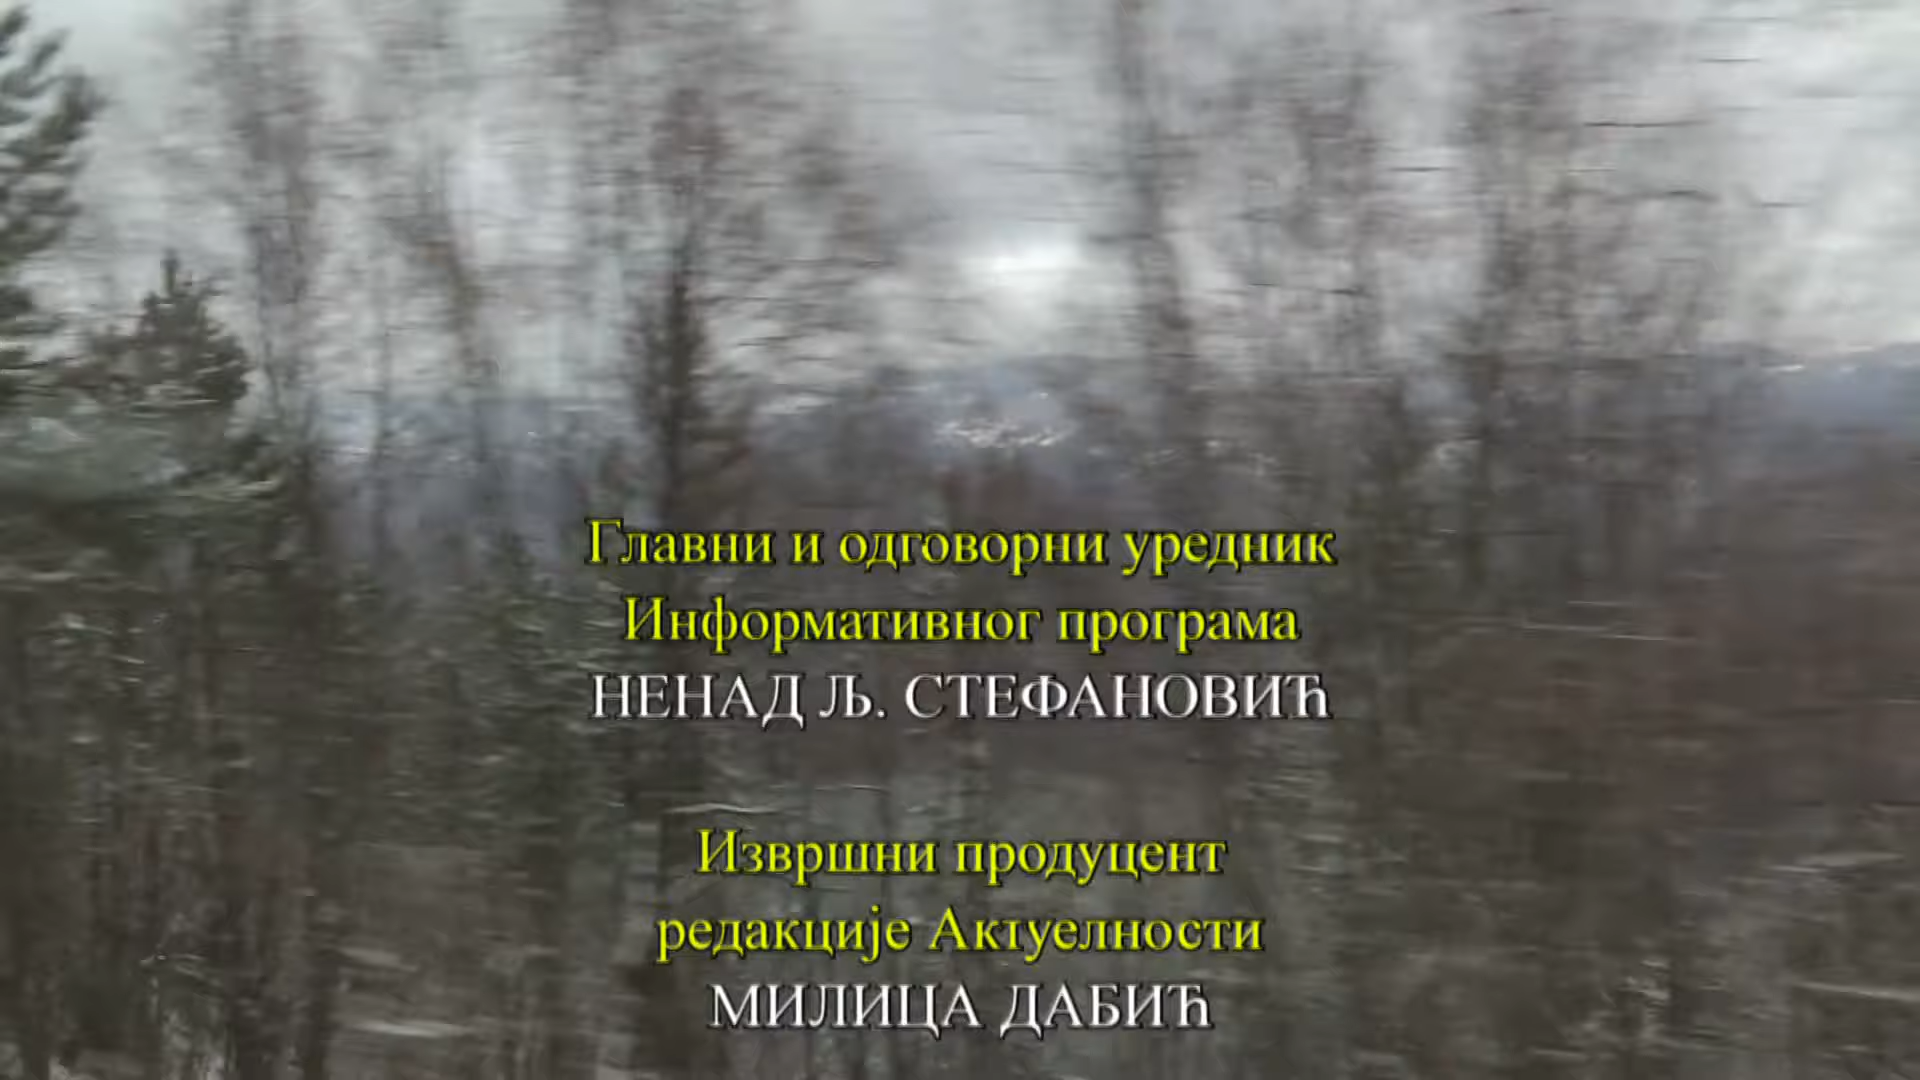 Главни и одговорни уредник
Информативног програма
НЕНАД Љ. СТЕФАНОВИЋ
Извршни продуцент
редакције Актуелности
МИЛИЦА ДАБИЋ